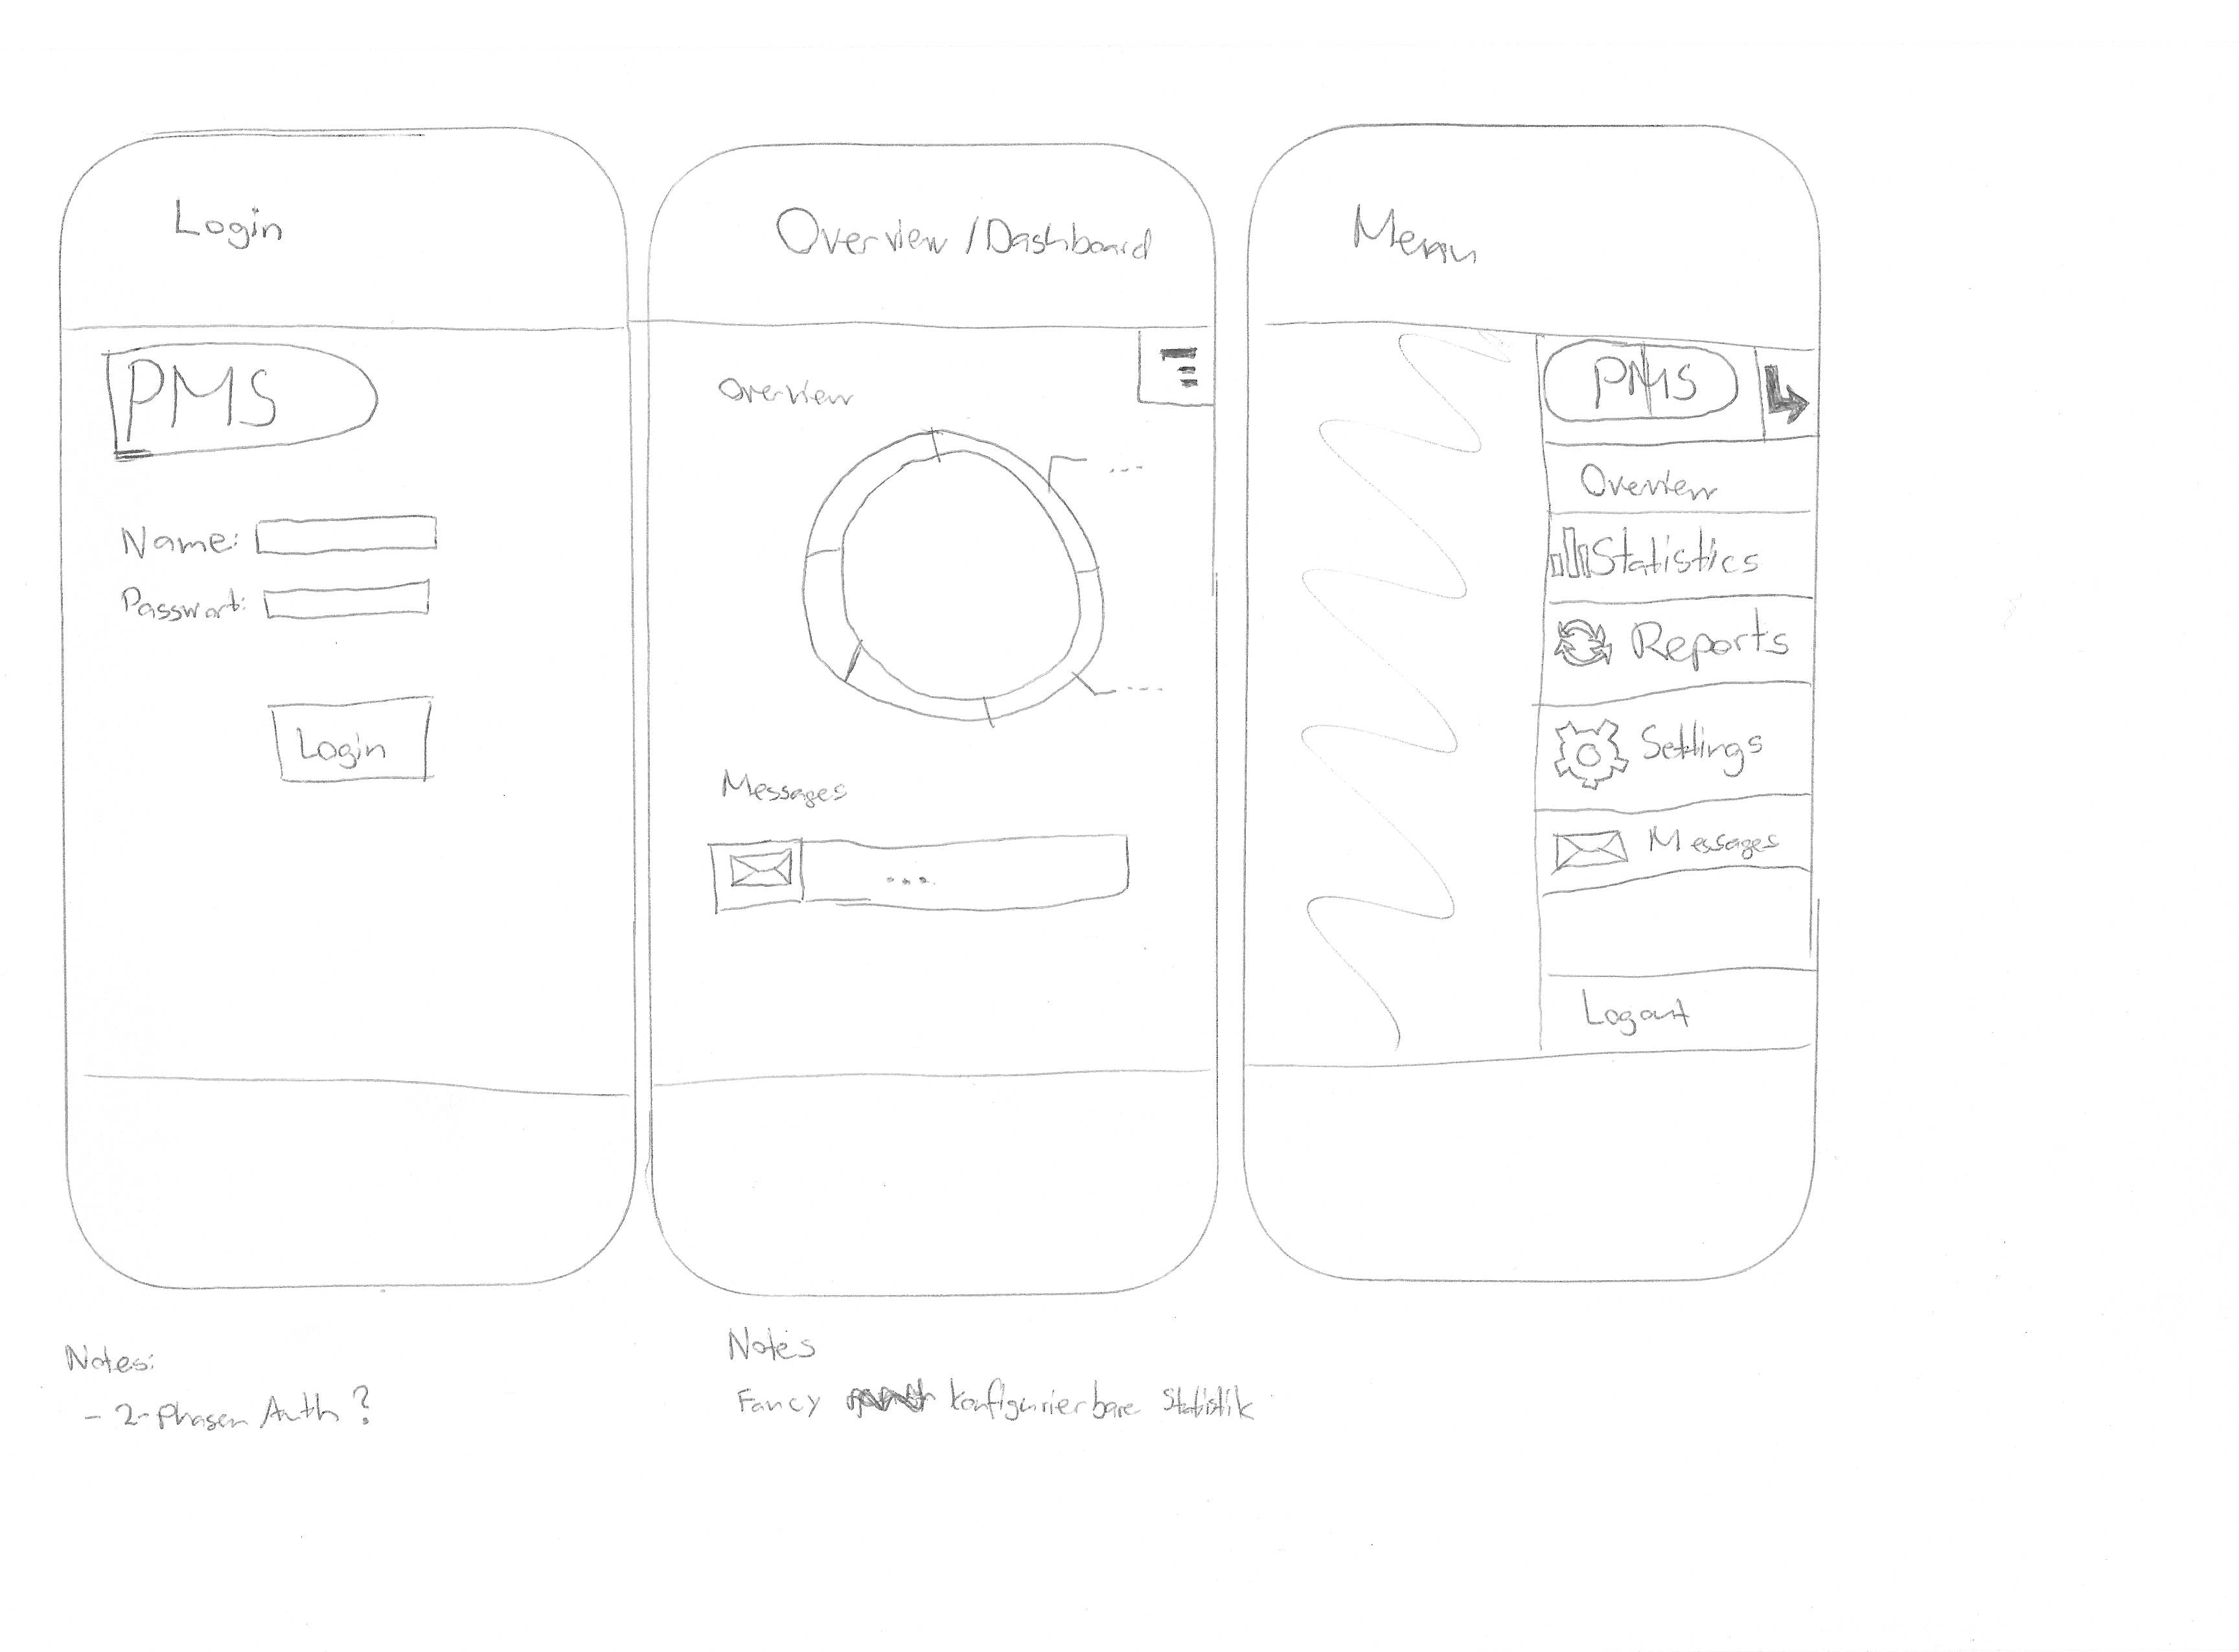 Login
PMS
Name:
Passwort:
Login
Notes:
- 2-Phasen Auth?
Overview / Dashboard
Overview
---
---
Messages
...
Notes
Fancy konfigurierbare Statistik
Menu
PMS
Overview
Statistics
Reports
Settings
Messages
Logout